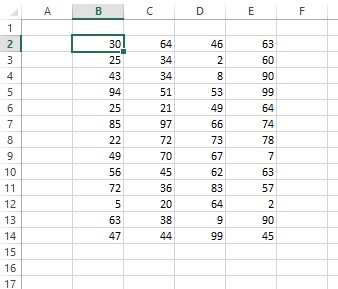 A B C D E F
1
2 30 64 46 63
3 25 34 2 60
4 43 34 8 90
5 94 51 53 99
6 25 21 49 64
7 85 97 66 74
8 22 72 73 78
9 49 70 67 7
10 56 45 62 63
11 72 36 83 57
12 5 20 64 2
13 63 38 9 90
14 47 44 99 45
15
16
17